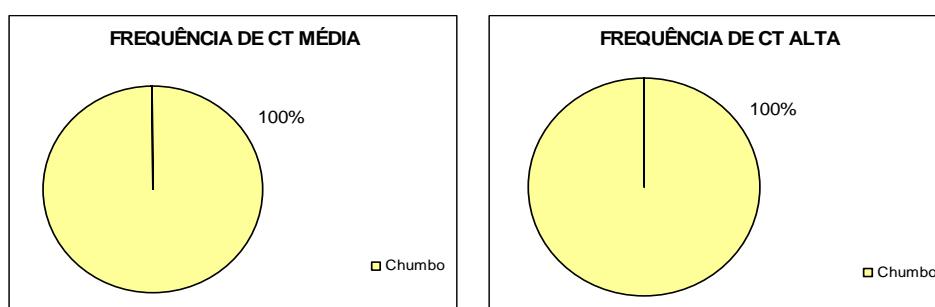 FREQUÊNCIA DE CT MÉDIA
100%
Chumbo
FREQUÊNCIA DE CT ALTA
100%
Chumbo